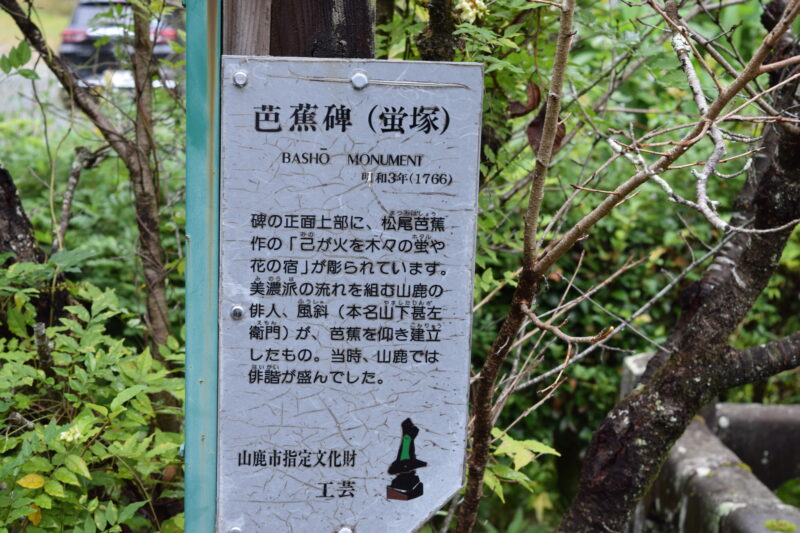 芭蕉碑(蛍塚)
BASHŌ MONUMENT
明和3年(1766)
碑の正面上部に、松尾芭蕉
作の「己が火を木々の蛍や
花の宿」が彫られています。
美濃派の流れを組む山鹿の
俳人、風斜(本名山下甚左
衛門)が、芭蕉を仰き建立
したもの。当時、山鹿では
俳諧が盛んでした。
山鹿市指定文化財
工芸